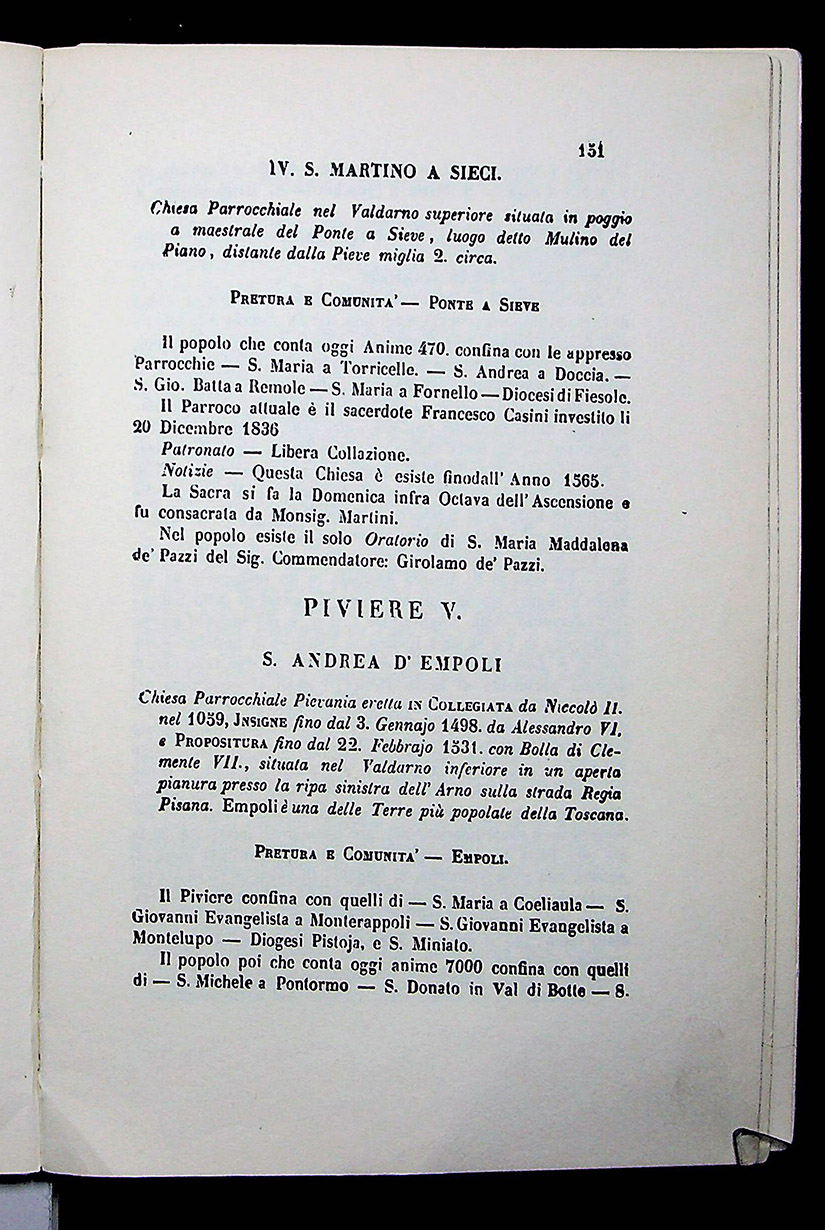 151
IV. S. MARTINO A SIECI.
Chiesa Parrocchiale nel Valdarno superiore situata in poggio
a maestrale del Ponte a Sieve, luogo detto Mulino del
Piano, distante dalla Pieve miglia 2. circa.
PRETURA E COMUNITA' — PONTE A SIEVE
Il popolo che conta oggi Anime 470. confina con le appresso
Parrocchie — S. Maria a Torricelle. — S. Andrea a Doccia. —
S. Gio. Batta a Remole — S. Maria a Fornello — Diocesi di Fiesole.
Il Parroco attuale è il sacerdote Francesco Casini investito li
20 Dicembre 1836
Patronato — Libera Collazione.
Notizie — Questa Chiesa è esiste finodall' Anno 1565.
La Sacra si fa la Domenica infra Octava dell' Ascensione e
fu consacrata da Monsig. Martini.
Nel popolo esiste il solo Oratorio di S. Maria Maddalena
de' Pazzi del Sig. Commendatore: Girolamo de' Pazzi.
PIVIERE V.
S. ANDREA D' EMPOLI
Chiesa Parrocchiale Pievania eretta IN COLLEGIATA da Niccolò II.
nel 1059, JNSIGNE fino dal 3. Gennajo 1498. da Alessandro VI.
e PROPOSITURA fino dal 22. Febbrajo 1531. con Bolla di Cle-
mente VII., situata nel Valdarno inferiore in un aperta
pianura presso la ripa sinistra dell' Arno sulla strada Regia
Pisana. Empoli è una delle Terre più popolate della Toscana.
PRETURA E COMUNITA' — EMPOLI.
Il Piviere confina con quelli di — S. Maria a Coeliaula — S.
Giovanni Evangelista a Monterappoli — S. Giovanni Evangelista a
Montelupo — Diogesi Pistoja, e S. Miniato.
Il popolo poi che conta oggi anime 7000 confina con quelli
di — S. Michele a Pontormo — S. Donato in Val di Botte — S.